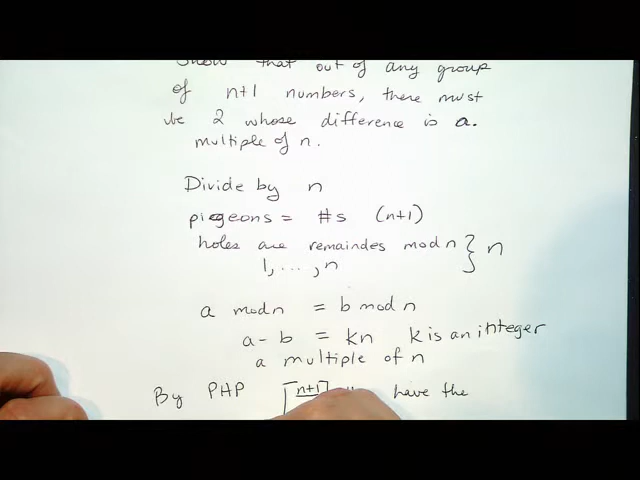 Show that out of any group
of n+1 numbers, there must
be 2 whose difference is a
multiple of n.
Divide by n
pigeons = #s (n+1)
holes are remaindes mod n } n
1, ..., n
a mod n = b mod n
a - b = kn k is an integer
a multiple of n
By PHP ⌈n+1 have the